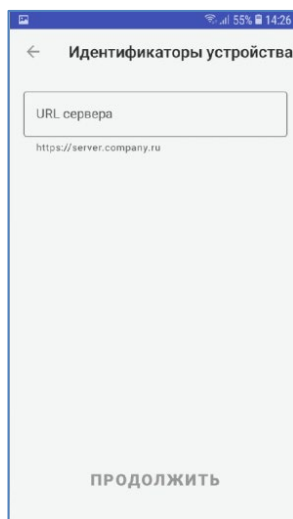 55% 14:26
Идентификаторы устройства
URL сервера
https://server.company.ru
ПРОДОЛЖИТЬ